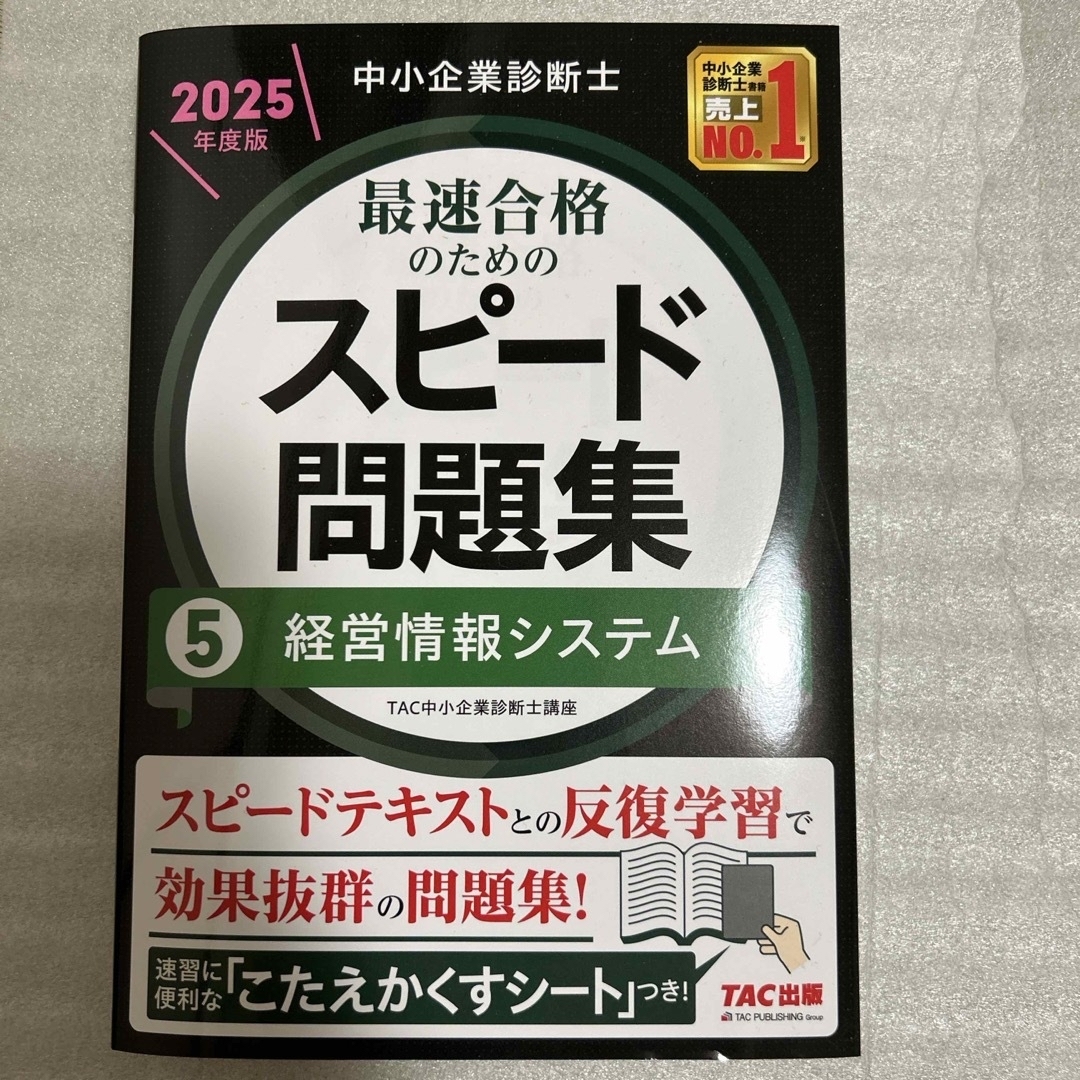 2025
年度版
中小企業診断士
中小企業
診断士書籍
売上
NO.1
※
最速合格
のための
スピード
問題集
5 経営情報システム
TAC中小企業診断士講座
スピードテキストとの反復学習で
効果抜群の問題集!
速習に
便利な「こたえかくすシート」つき!
TAC出版
TAC PUBLISHING Group